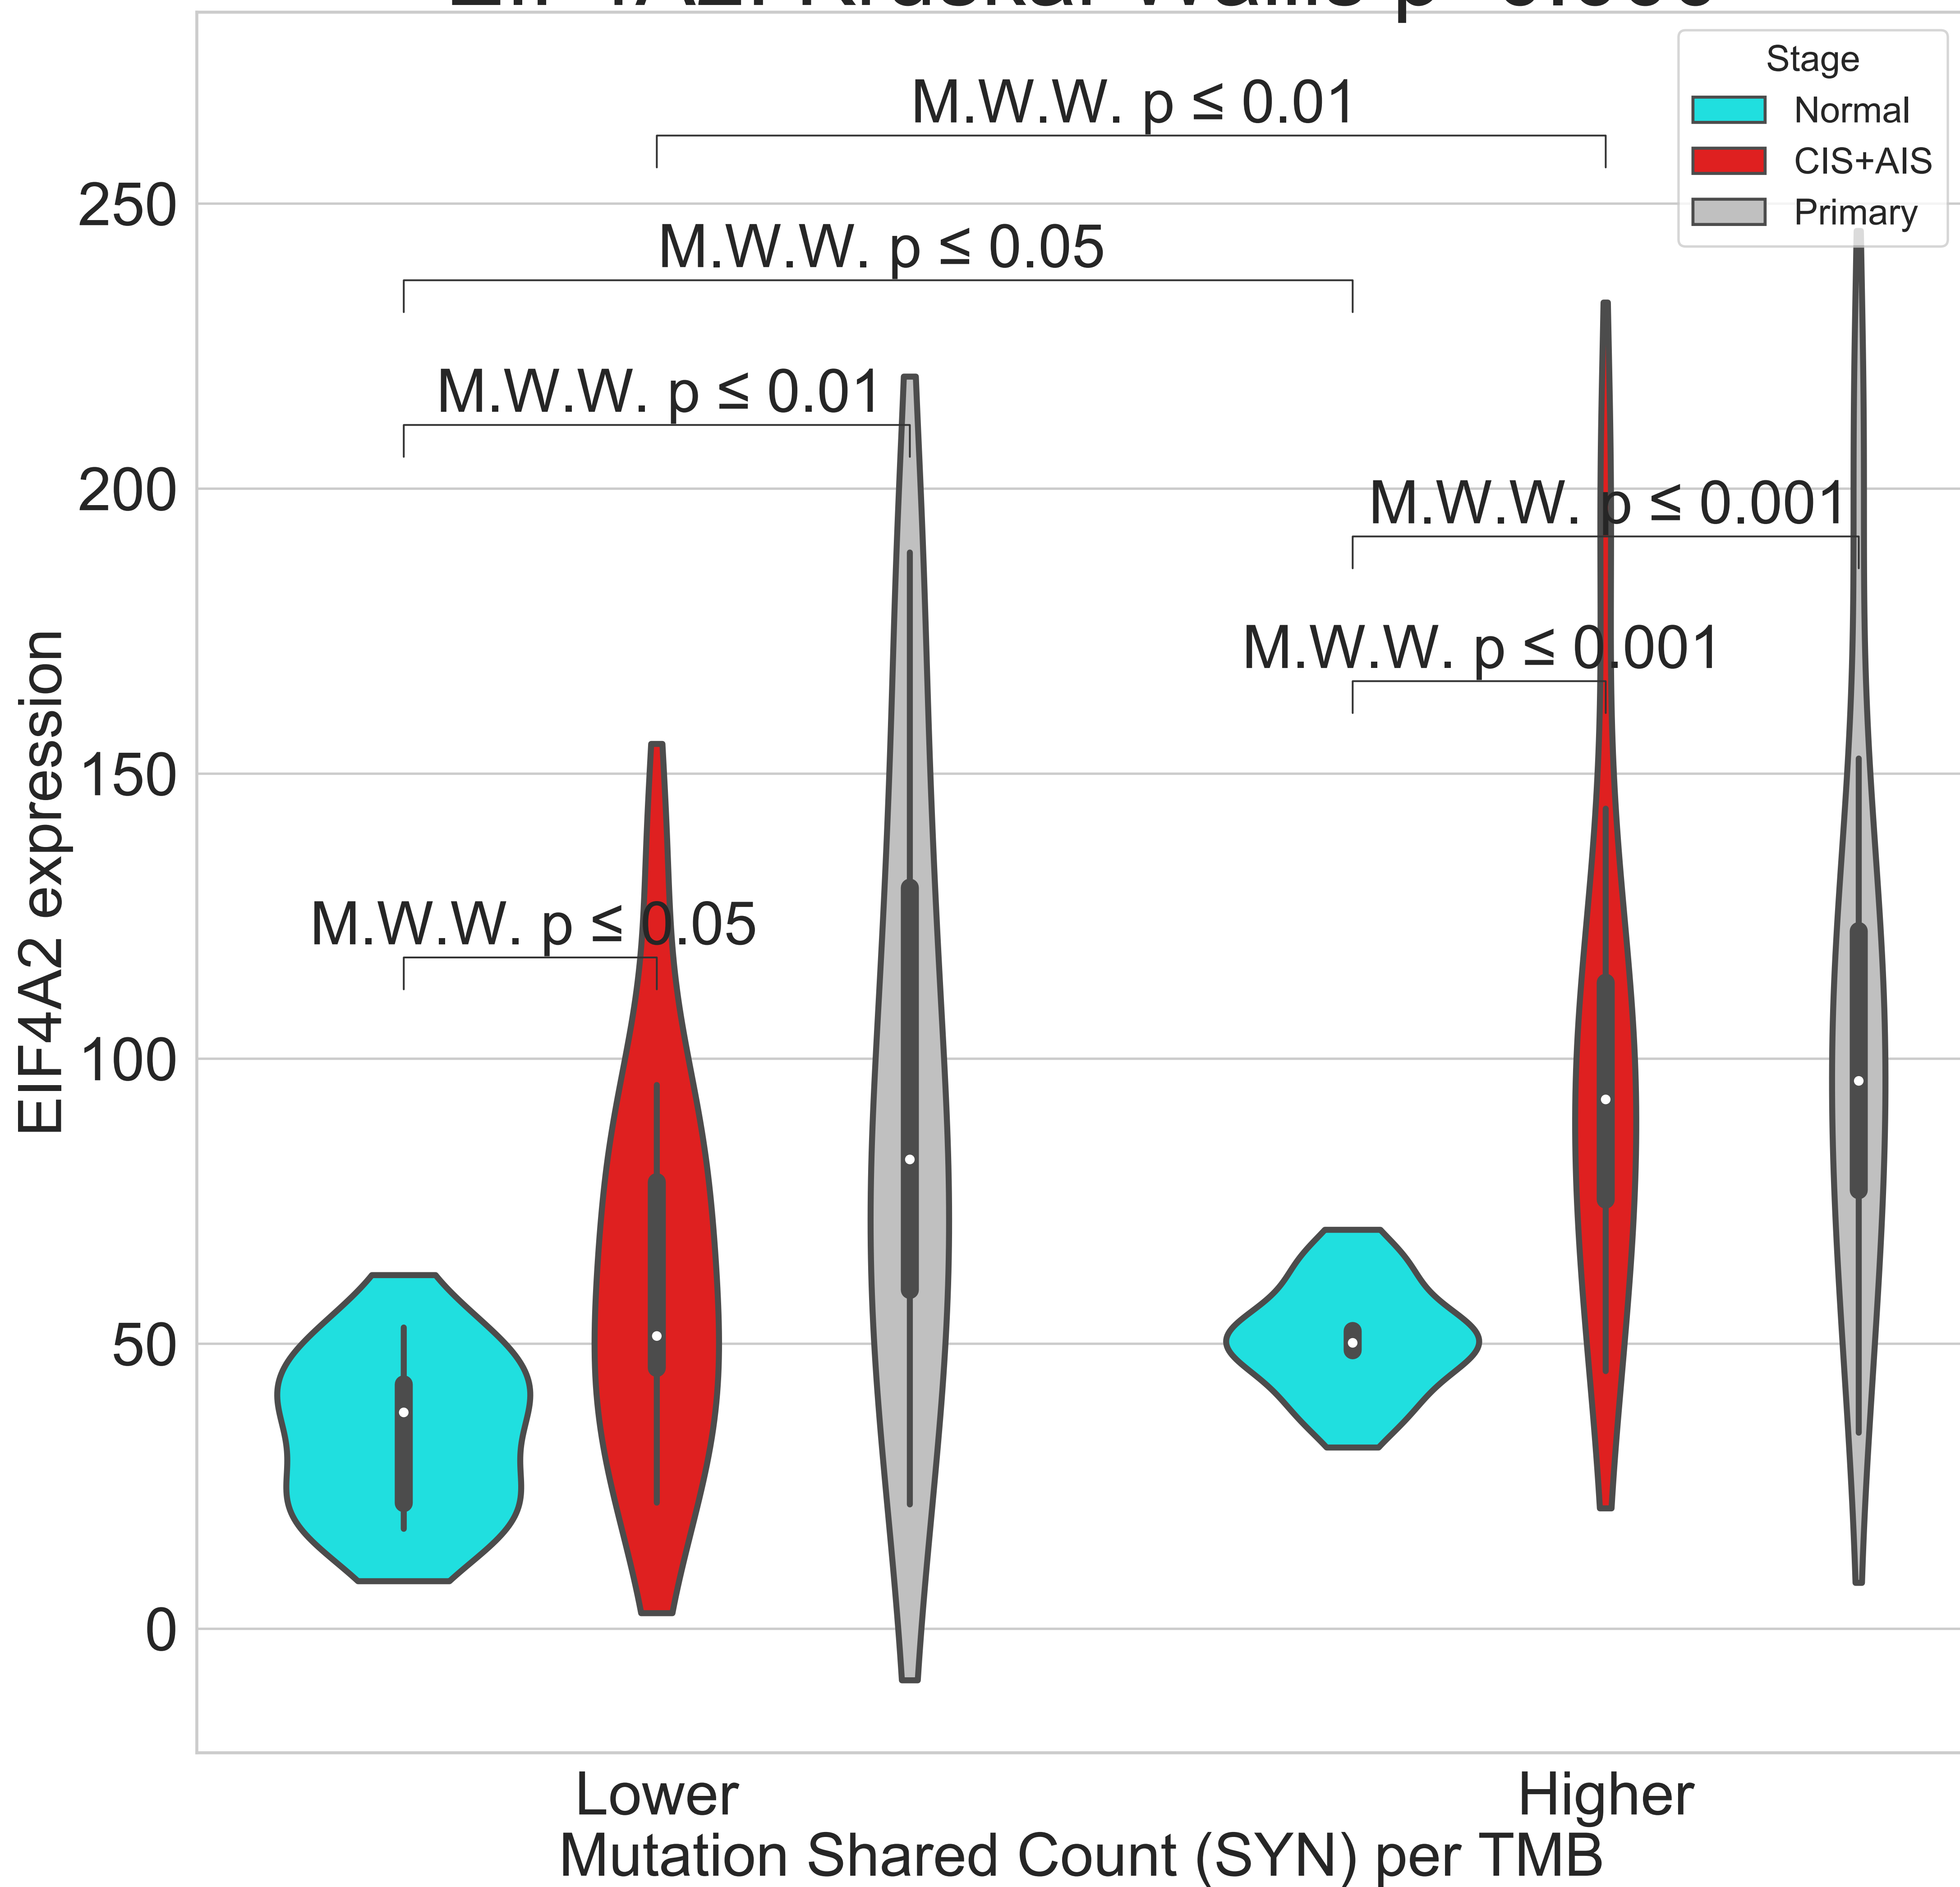 Stage
Normal
CIS+AIS
Primary
M.W.W. p ≤ 0.01
M.W.W. p ≤ 0.05
M.W.W. p ≤ 0.01
M.W.W. p ≤ 0.001
M.W.W. p ≤ 0.001
M.W.W. p ≤ 0.05
250
200
150
100
50
0
EIF4A2 expression
Lower
Higher
Mutation Shared Count (SYN) per TMB